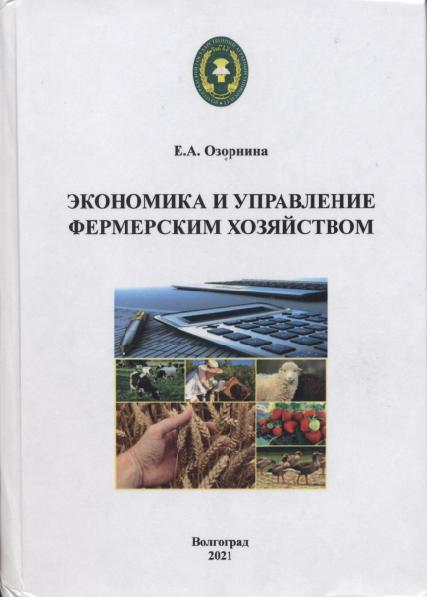 Е.А. Озорнина
ЭКОНОМИКА И УПРАВЛЕНИЕ
ФЕРМЕРСКИМ ХОЗЯЙСТВОМ
Волгоград
2021